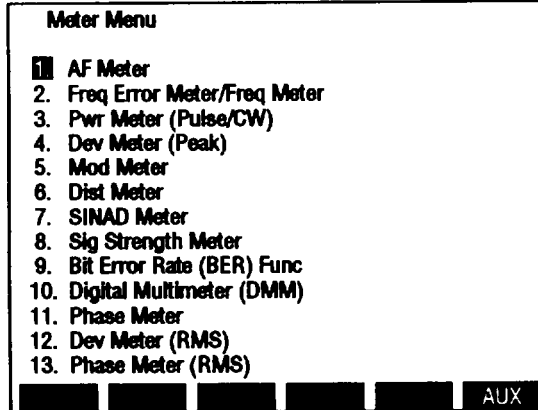 Meter Menu
1. AF Meter
2. Freq Error Meter/Freq Meter
3. Pwr Meter (Pulse/CW)
4. Dev Meter (Peak)
5. Mod Meter
6. Dist Meter
7. SINAD Meter
8. Sig Strength Meter
9. Bit Error Rate (BER) Func
10. Digital Multimeter (DMM)
11. Phase Meter
12. Dev Meter (RMS)
13. Phase Meter (RMS)
AUX